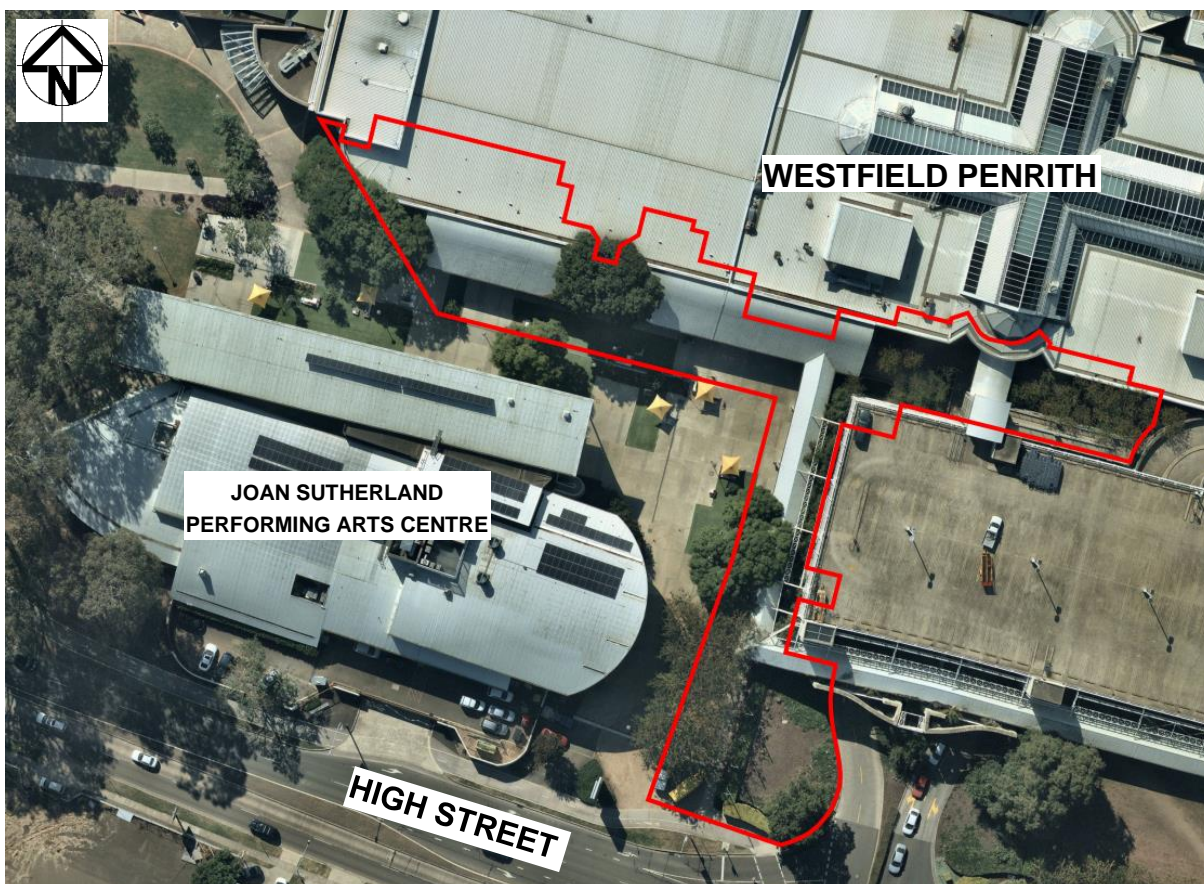 N
WESTFIELD PENRITH
JOAN SUTHERLAND
PERFORMING ARTS CENTRE
HIGH STREET